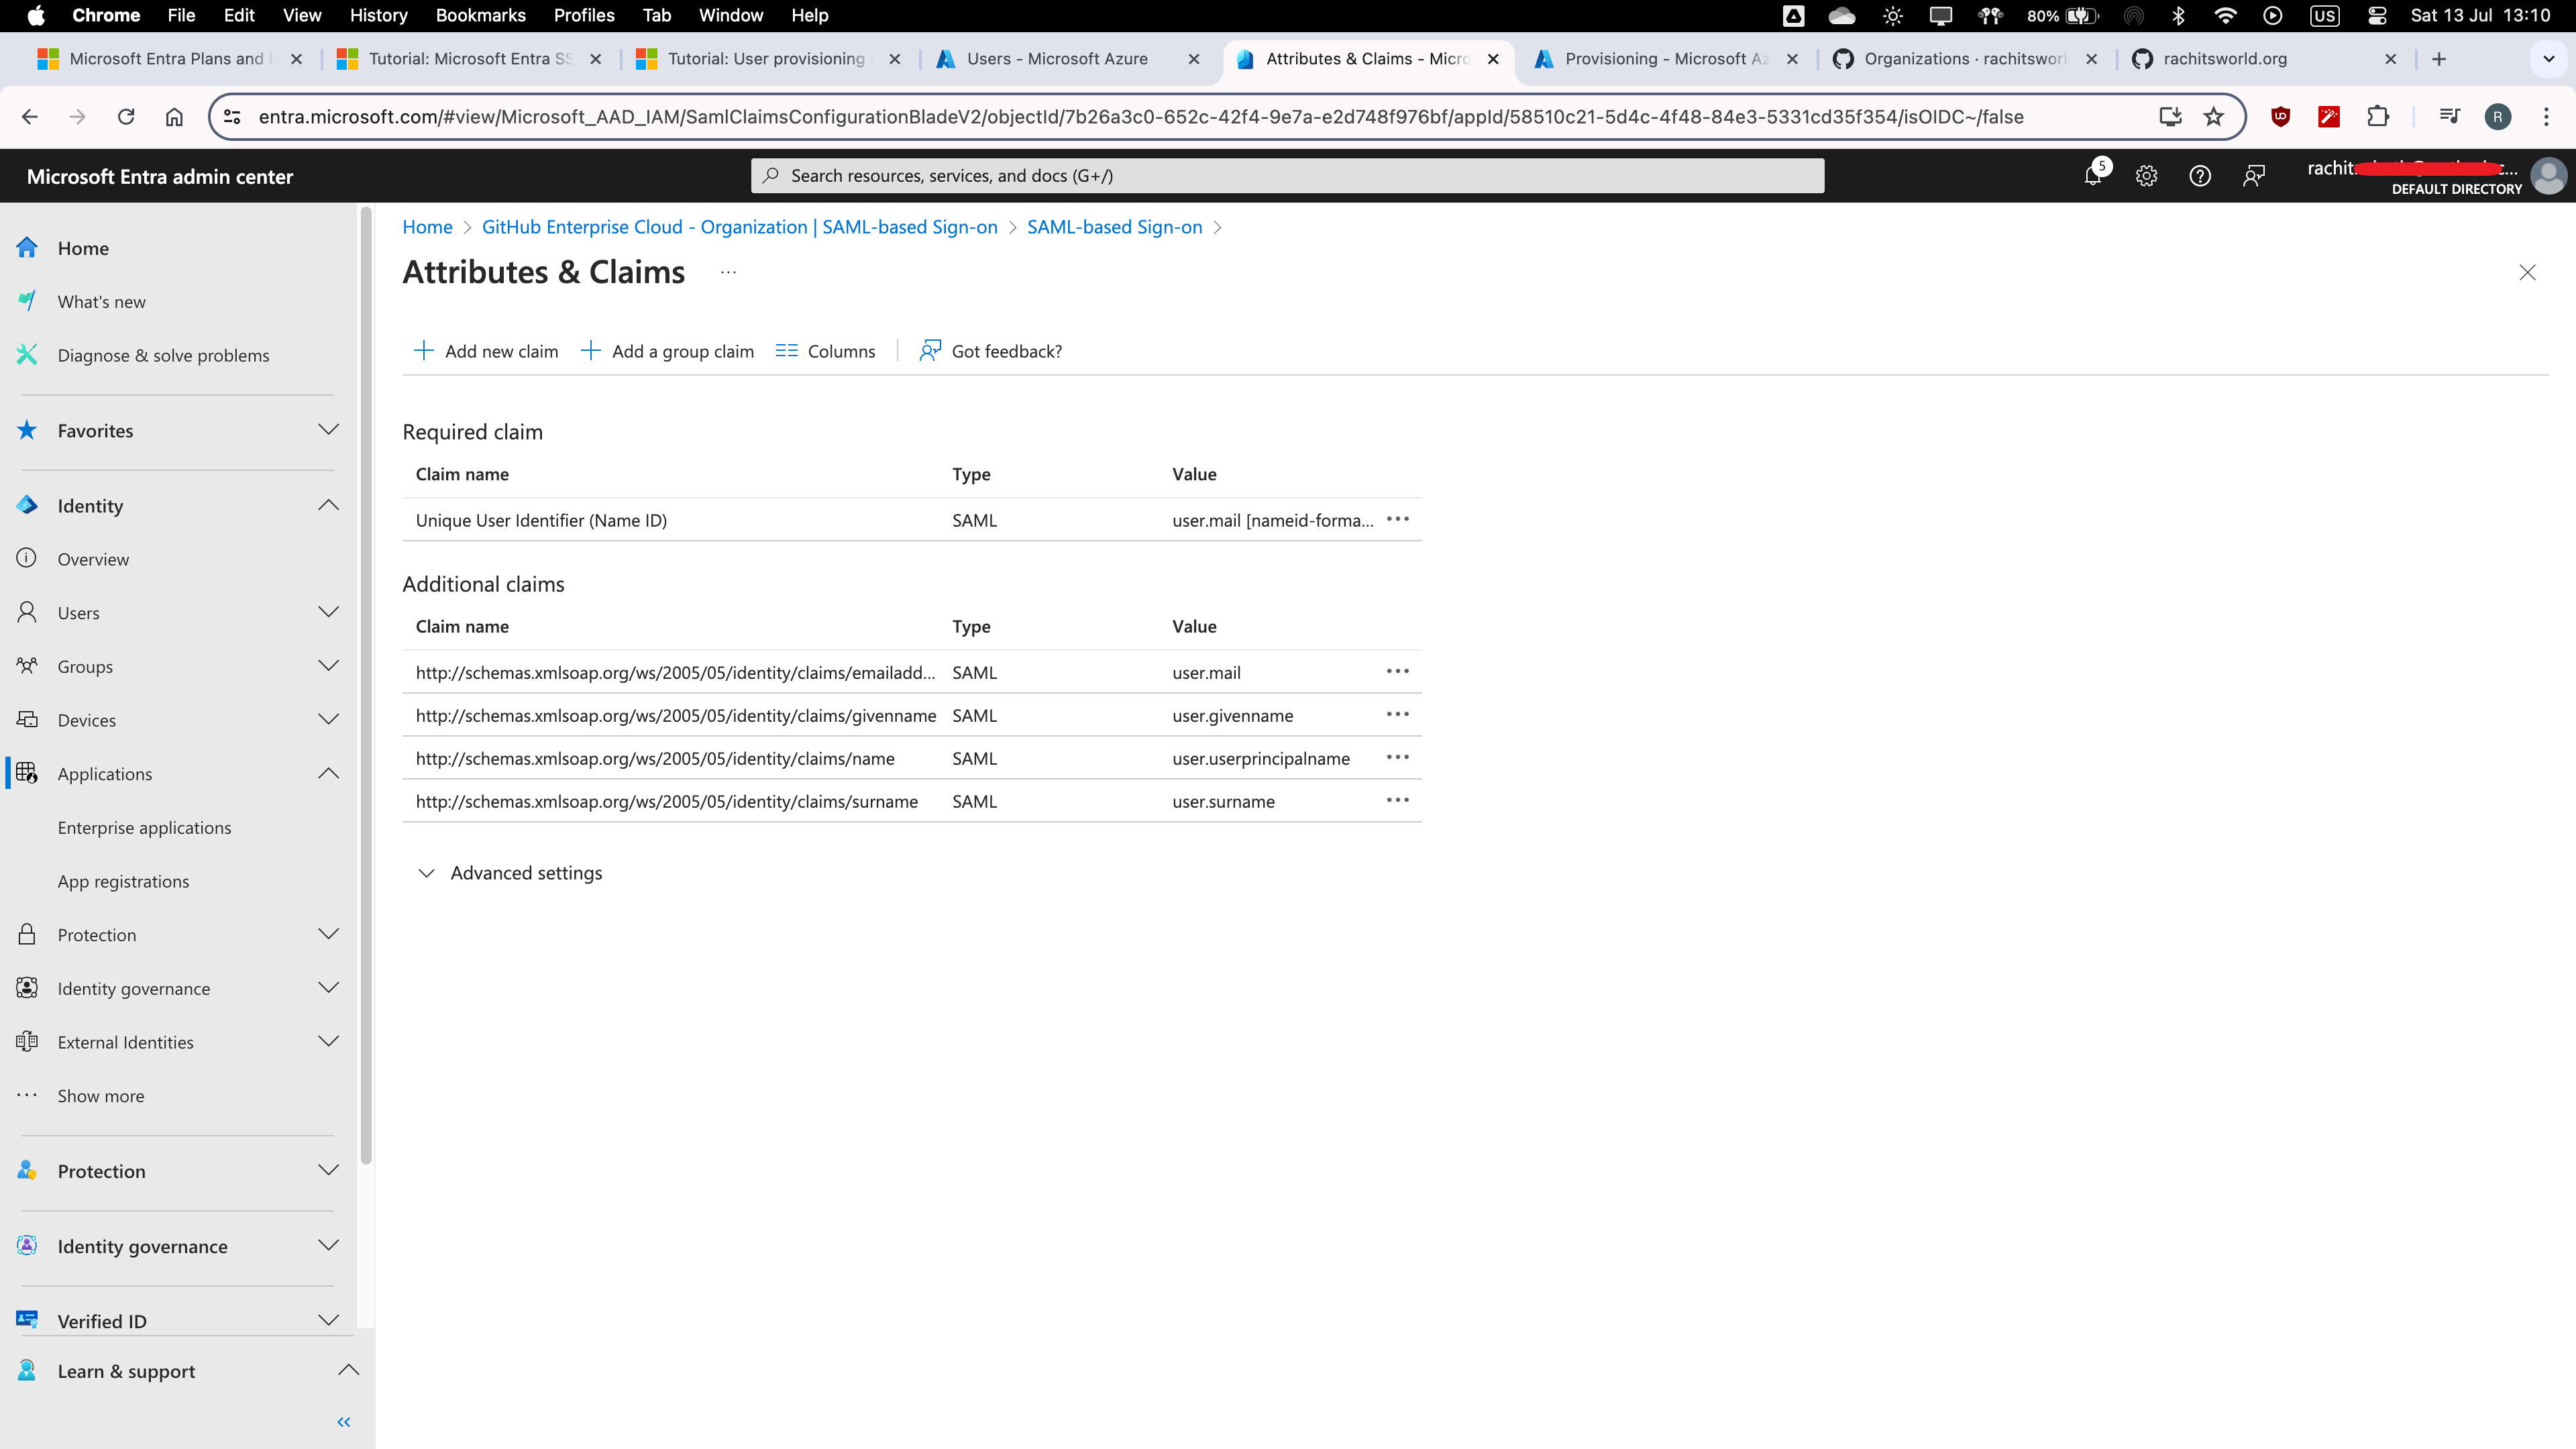 Chrome File Edit View History Bookmarks Profiles Tab Window Help 80% US Sat 13 Jul 13:10
Microsoft Entra Plans and Tutorial: Microsoft Entra Tutorial: User provisioning Users - Microsoft Azure Attributes & Claims - Micro Provisioning - Microsoft Az Organizations · rachitsworl rachitsworld.org
entra.microsoft.com/#view/Microsoft_AAD_IAM/SamlClaimsConfigurationBladeV2/objectId/7b26a3c0-652c-42f4-9e7a-e2d748f976bf/appId/58510c21-5d4c-4f48-84e3-5331cd35f354/isOIDC~/false
R
Microsoft Entra admin center
Search resources, services, and docs (G+/)
5
DEFAULT DIRECTORY
Home
What's new
Diagnose & solve problems
Favorites
Identity
Overview
Users
Groups
Devices
Applications
Enterprise applications
App registrations
Protection
Identity governance
External Identities
Show more
Protection
Identity governance
Verified ID
Learn & support
Home > GitHub Enterprise Cloud - Organization | SAML-based Sign-on > SAML-based Sign-on >
Attributes & Claims ...
Add new claim Add a group claim Columns Got feedback?
Required claim
Claim name Type Value
Unique User Identifier (Name ID) SAML user.mail [nameid-forma...
Additional claims
Claim name Type Value
http://schemas.xmlsoap.org/ws/2005/05/identity/claims/emailadd... SAML user.mail
http://schemas.xmlsoap.org/ws/2005/05/identity/claims/givenname SAML user.givenname
http://schemas.xmlsoap.org/ws/2005/05/identity/claims/name SAML user.userprincipalname
http://schemas.xmlsoap.org/ws/2005/05/identity/claims/surname SAML user.surname
Advanced settings